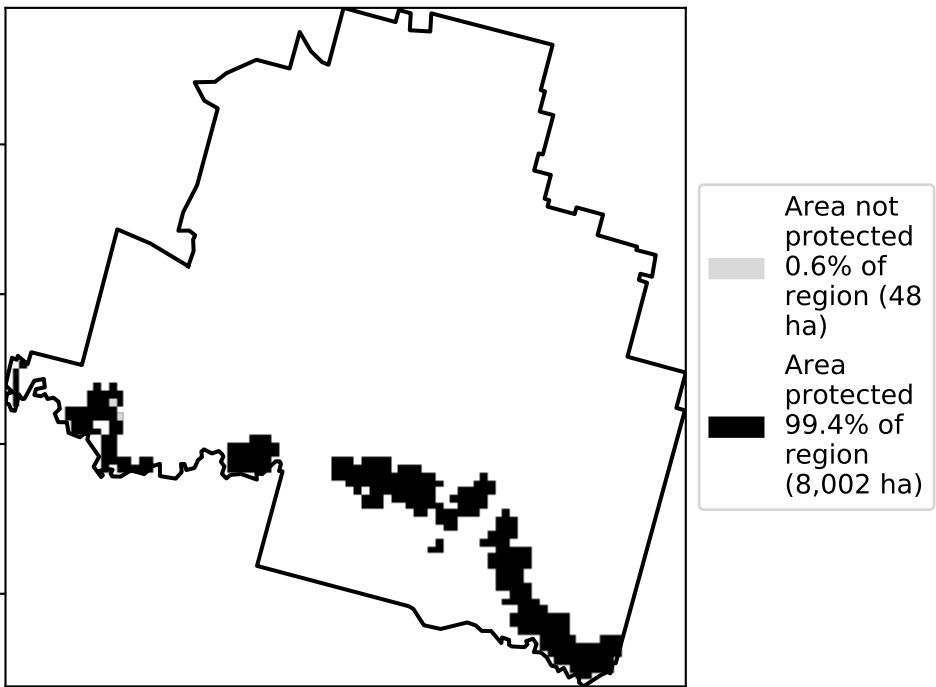 Area not
protected
0.6% of
region (48
ha)
Area
protected
99.4% of
region
(8,002 ha)